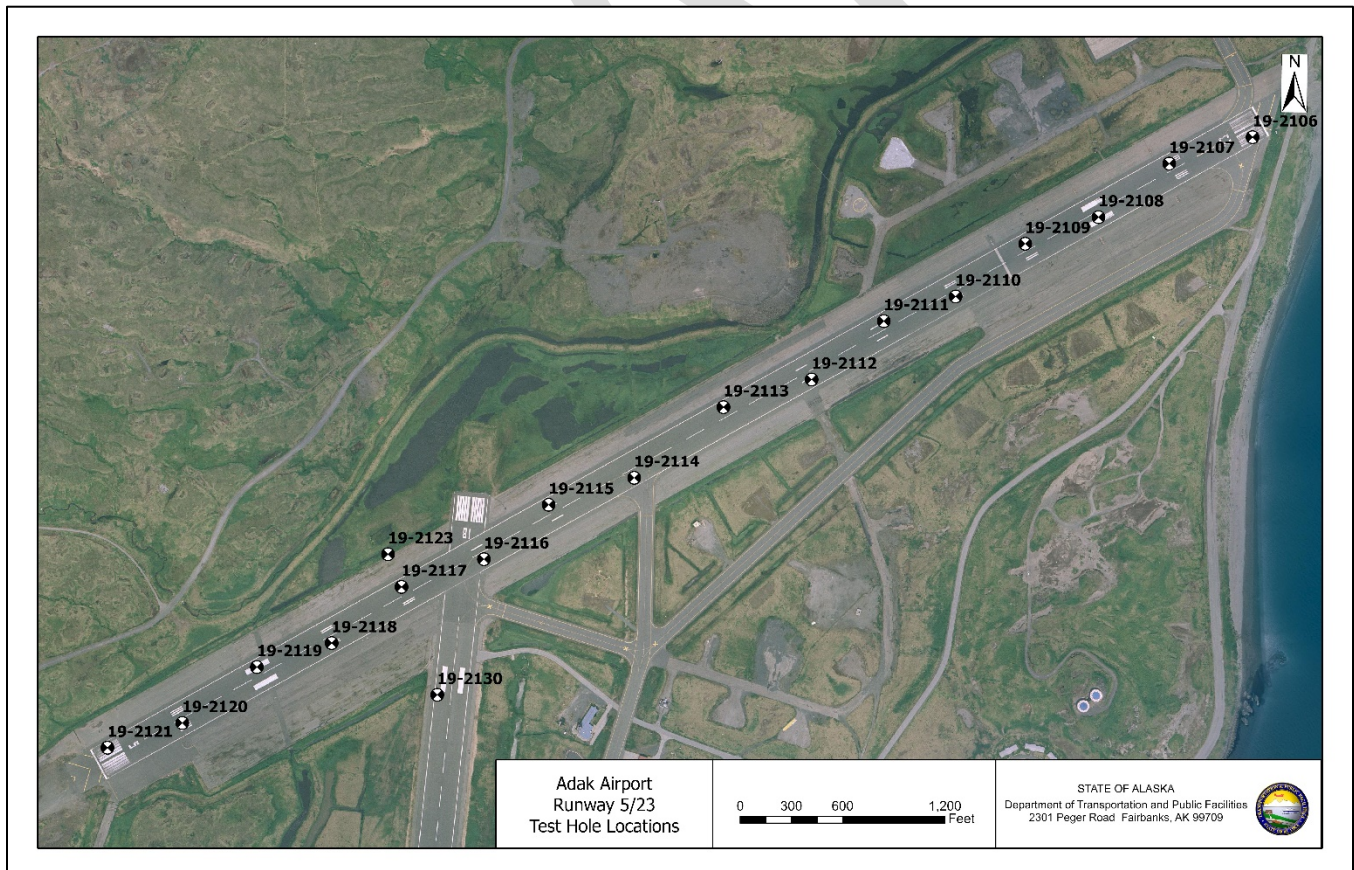 N
19-2106
19-2107
19-2108
19-2109
19-2110
19-2111
19-2112
19-2113
19-2114
19-2115
19-2116
19-2123
19-2117
19-2118
19-2119
19-2130
19-2120
19-2121
Adak Airport
Runway 5/23
Test Hole Locations
0 300 600 1,200
Feet
STATE OF ALASKA
Department of Transportation and Public Facilities
2301 Peger Road Fairbanks, AK 99709